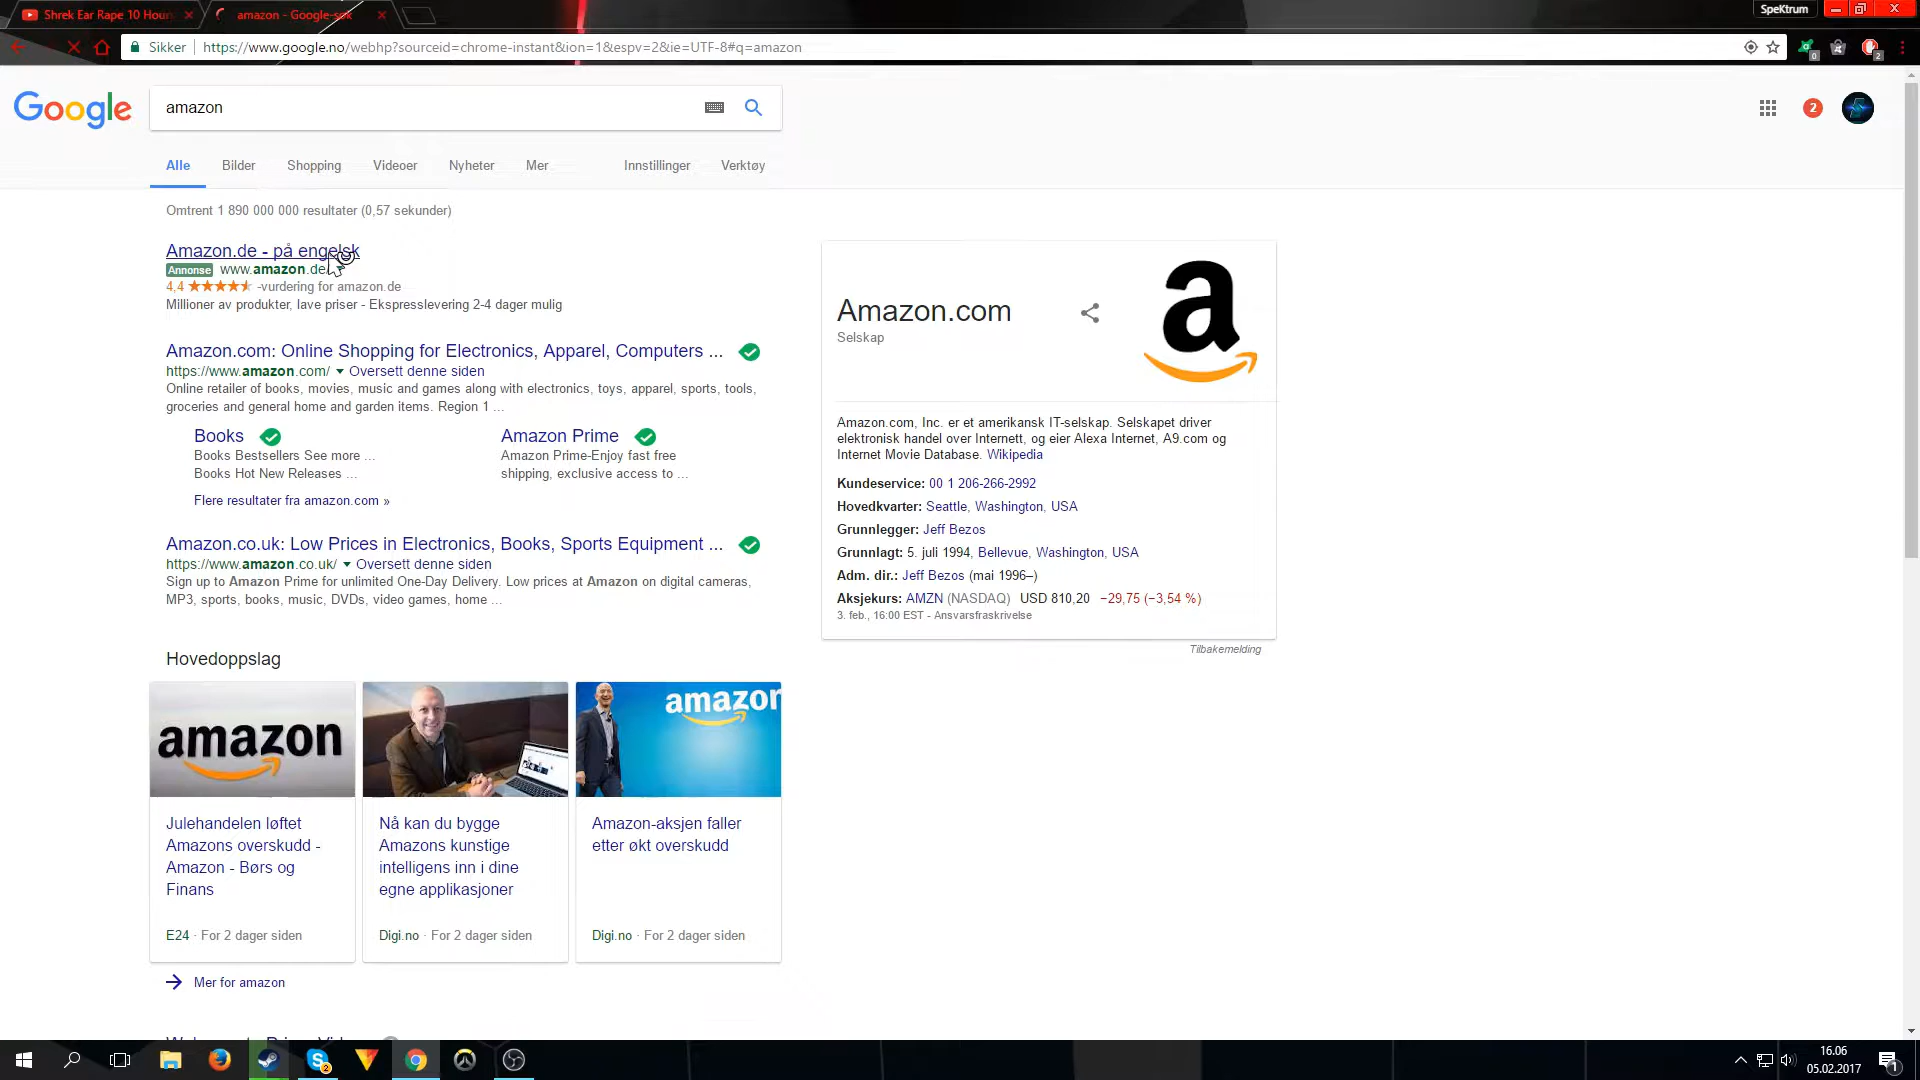 Shrek Ear Rape 10 Hour
amazon - Google-søk
SpeKtrum
Sikker
https://www.google.no/webhp?sourceid=chrome-instant&ion=1&espv=2&ie=UTF-8#q=amazon
0
2
Google
amazon
2
Alle
Bilder
Shopping
Videoer
Nyheter
Mer
Innstillinger
Verktøy
Omtrent 1 890 000 000 resultater (0,57 sekunder)
Amazon.de - på engelsk
Annonse www.amazon.de/
4,4 -vurdering for amazon.de
Millioner av produkter, lave priser - Ekspresslevering 2-4 dager mulig
Amazon.com: Online Shopping for Electronics, Apparel, Computers ...
https://www.amazon.com/ Oversett denne siden
Online retailer of books, movies, music and games along with electronics, toys, apparel, sports, tools,
groceries and general home and garden items. Region 1 ...
Books
Books Bestsellers See more ...
Books Hot New Releases ...
Amazon Prime
Amazon Prime-Enjoy fast free
shipping, exclusive access to ...
Flere resultater fra amazon.com »
Amazon.co.uk: Low Prices in Electronics, Books, Sports Equipment ...
https://www.amazon.co.uk/ Oversett denne siden
Sign up to Amazon Prime for unlimited One-Day Delivery. Low prices at Amazon on digital cameras,
MP3, sports, books, music, DVDs, video games, home ...
Hovedoppslag
amazon
amazon
Julehandelen løftet
Amazons overskudd -
Amazon - Børs og
Finans
E24 · For 2 dager siden
Nå kan du bygge
Amazons kunstige
intelligens inn i dine
egne applikasjoner
Digi.no · For 2 dager siden
Amazon-aksjen faller
etter økt overskudd
Digi.no · For 2 dager siden
Mer for amazon
Amazon.com
Selskap
a
Amazon.com, Inc. er et amerikansk IT-selskap. Selskapet driver
elektronisk handel over Internett, og eier Alexa Internet, A9.com og
Internet Movie Database. Wikipedia
Kundeservice: 00 1 206-266-2992
Hovedkvarter: Seattle, Washington, USA
Grunnlegger: Jeff Bezos
Grunnlagt: 5. juli 1994, Bellevue, Washington, USA
Adm. dir.: Jeff Bezos (mai 1996–)
Aksjekurs: AMZN (NASDAQ) USD 810,20 −29,75 (−3,54 %)
3. feb., 16:00 EST - Ansvarsfraskrivelse
Tilbakemelding
2
16.06
05.02.2017
1